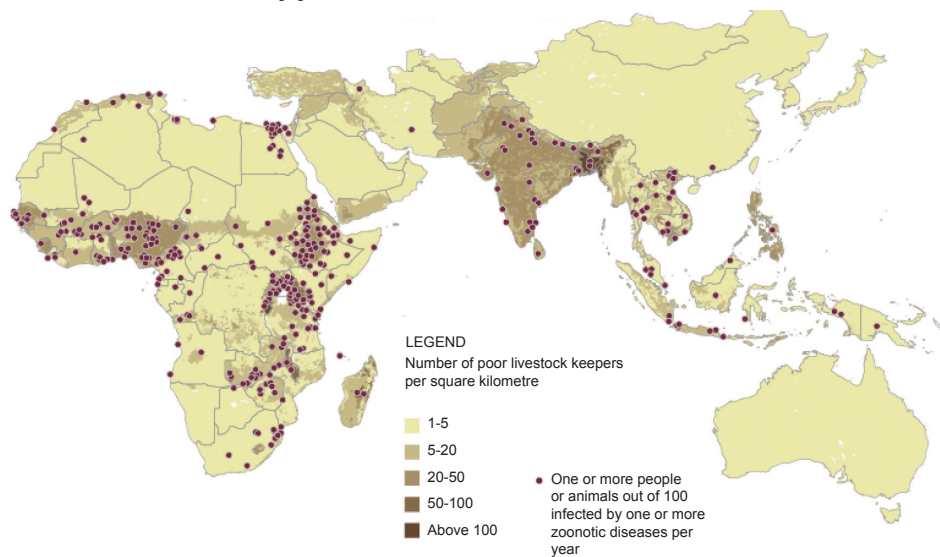 LEGEND
Number of poor livestock keepers
per square kilometre
1-5
5-20
20-50
50-100
Above 100
One or more people
or animals out of 100
infected by one or more
zoonotic diseases per
year